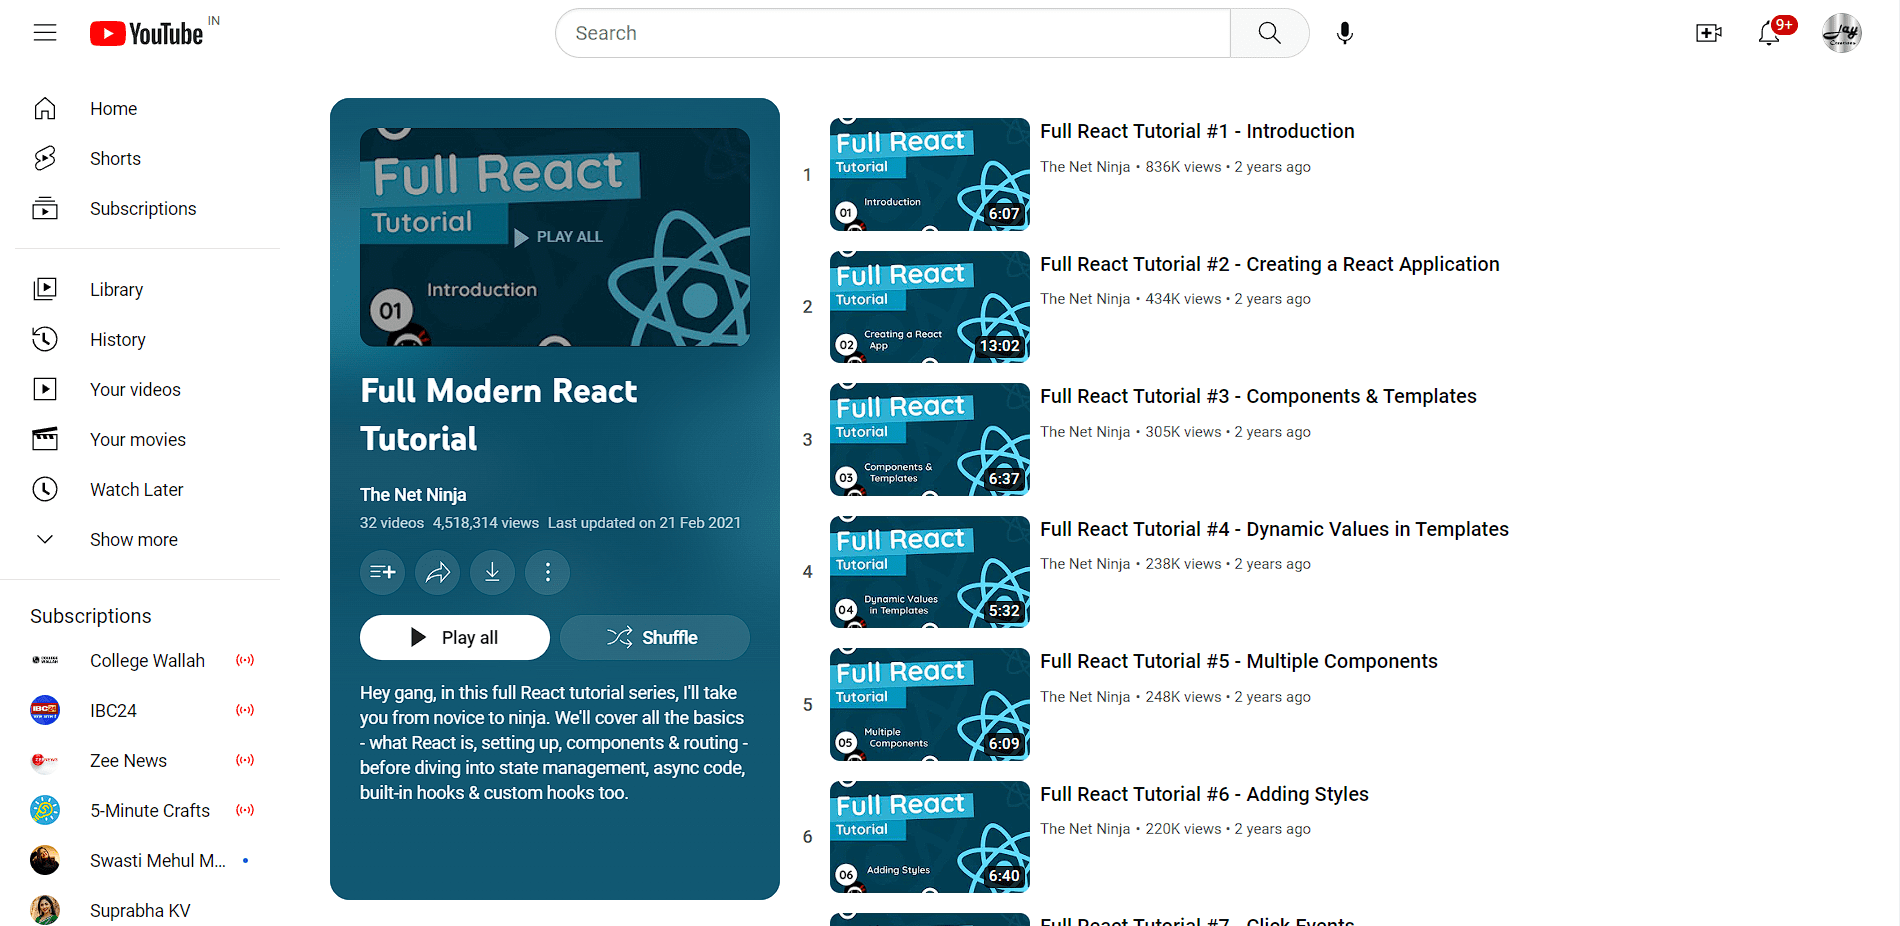 YouTube IN
Search
9+
Jay
Home
Shorts
Subscriptions
Library
History
Your videos
Your movies
Watch Later
Show more
Subscriptions
College Wallah
IBC24
Zee News
5-Minute Crafts
Swasti Mehul M...
Suprabha KV
Full React
Tutorial
PLAY ALL
Introduction
01
Full Modern React
Tutorial
The Net Ninja
32 videos 4,518,314 views Last updated on 21 Feb 2021
Play all
Shuffle
Hey gang, in this full React tutorial series, I'll take
you from novice to ninja. We'll cover all the basics
- what React is, setting up, components & routing -
before diving into state management, async code,
built-in hooks & custom hooks too.
1
Full React
Tutorial
Introduction
01
6:07
Full React Tutorial #1 - Introduction
The Net Ninja • 836K views • 2 years ago
2
Full React
Tutorial
Creating a React
App
02
13:02
Full React Tutorial #2 - Creating a React Application
The Net Ninja • 434K views • 2 years ago
3
Full React
Tutorial
Components &
Templates
03
6:37
Full React Tutorial #3 - Components & Templates
The Net Ninja • 305K views • 2 years ago
4
Full React
Tutorial
Dynamic Values
in Templates
04
5:32
Full React Tutorial #4 - Dynamic Values in Templates
The Net Ninja • 238K views • 2 years ago
5
Full React
Tutorial
Multiple
Components
05
6:09
Full React Tutorial #5 - Multiple Components
The Net Ninja • 248K views • 2 years ago
6
Full React
Tutorial
Adding Styles
06
6:40
Full React Tutorial #6 - Adding Styles
The Net Ninja • 220K views • 2 years ago
Full React Tutorial #7 - Click Events